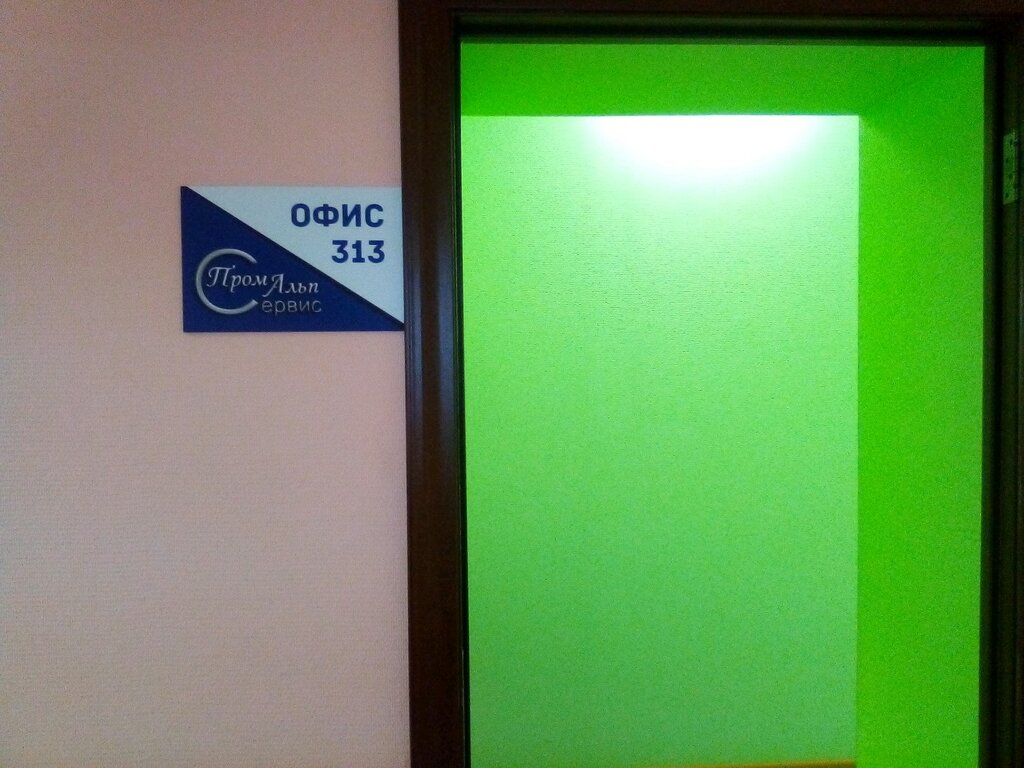 ОФИС
313
ПромАльп
Сервис